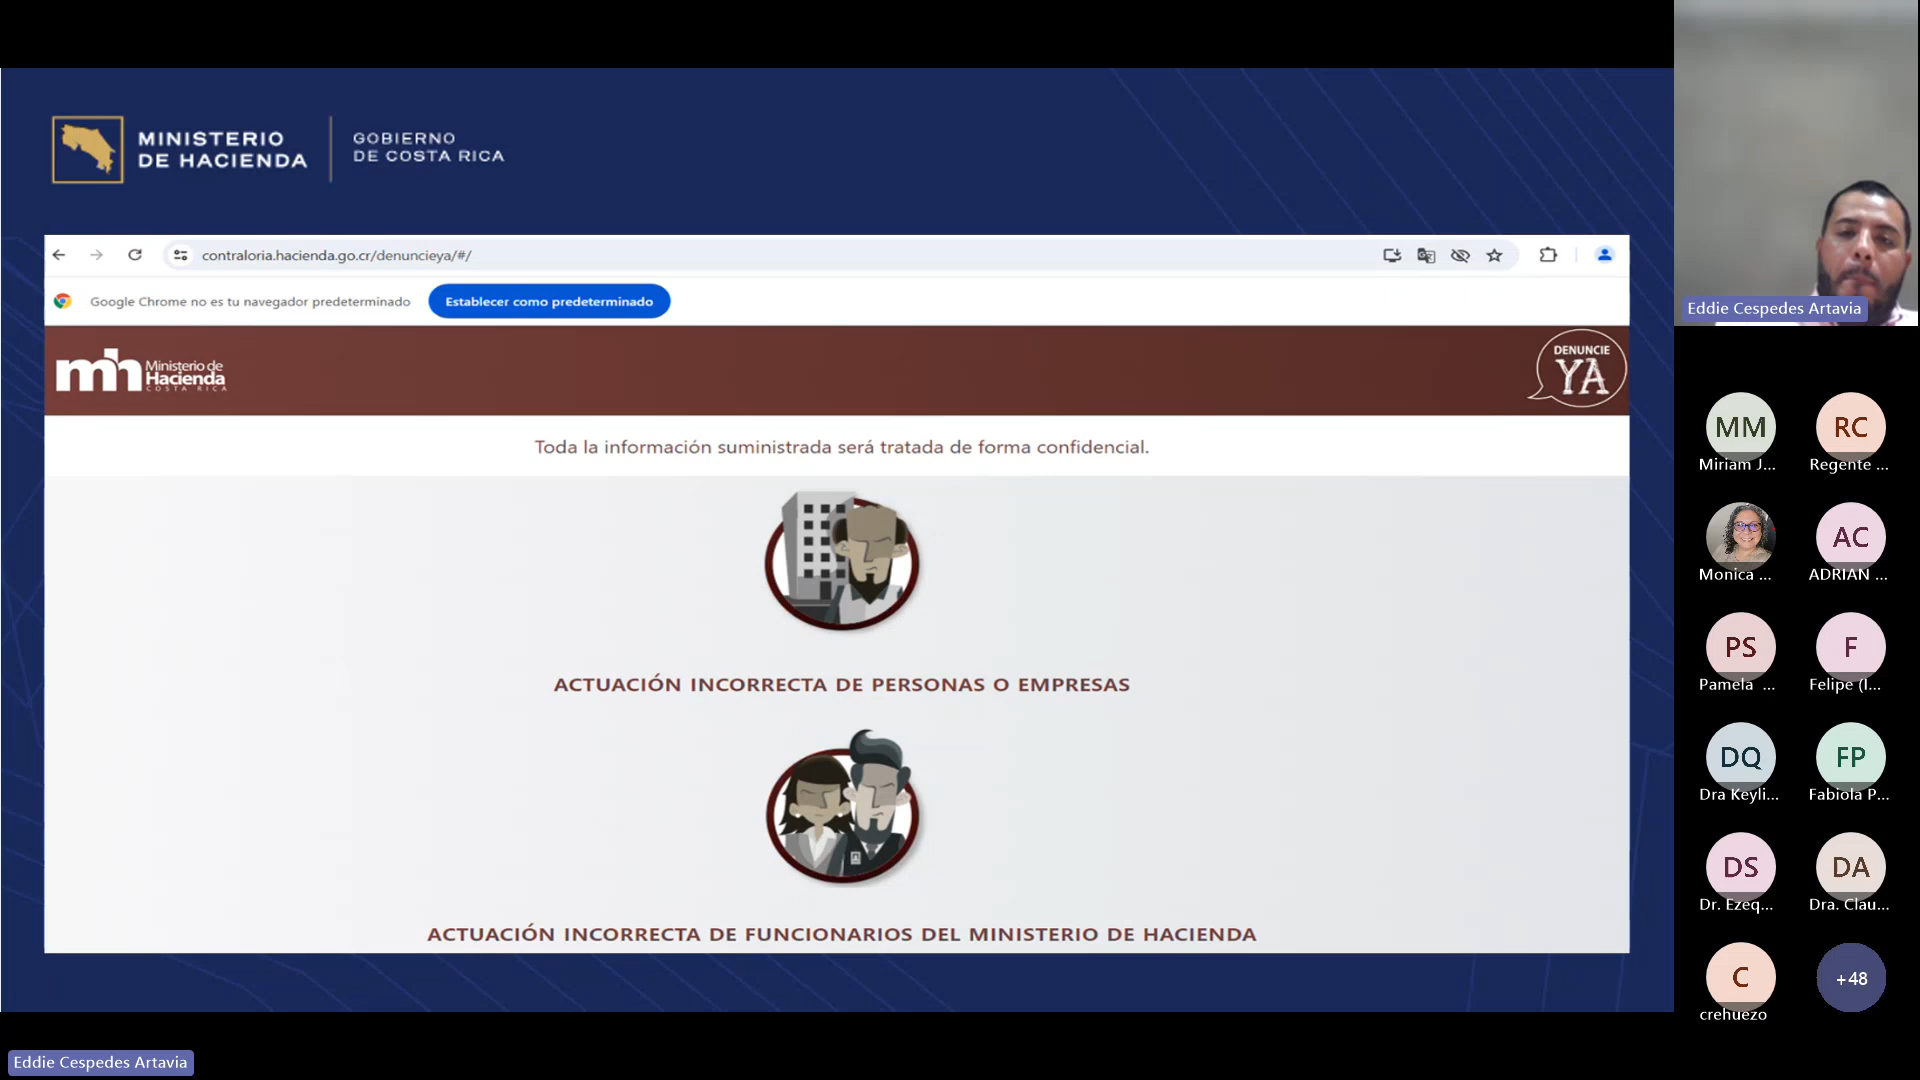 MINISTERIO
DE HACIENDA
GOBIERNO
DE COSTA RICA
contraloria.hacienda.go.cr/denuncieya/#/
Google Chrome no es tu navegador predeterminado
Establecer como predeterminado
mh Ministerio de
Hacienda
COSTA RICA
DENUNCIE
YA
Toda la información suministrada será tratada de forma confidencial.
ACTUACIÓN INCORRECTA DE PERSONAS O EMPRESAS
ACTUACIÓN INCORRECTA DE FUNCIONARIOS DEL MINISTERIO DE HACIENDA
Eddie Cespedes Artavia
MM
Miriam J...
RC
Regente ...
Monica ...
AC
ADRIAN ...
PS
Pamela ...
F
Felipe (I...
DQ
Dra Keyli...
FP
Fabiola P...
DS
Dr. Ezeq...
DA
Dra. Clau...
C
crehuezo
+48
Eddie Cespedes Artavia